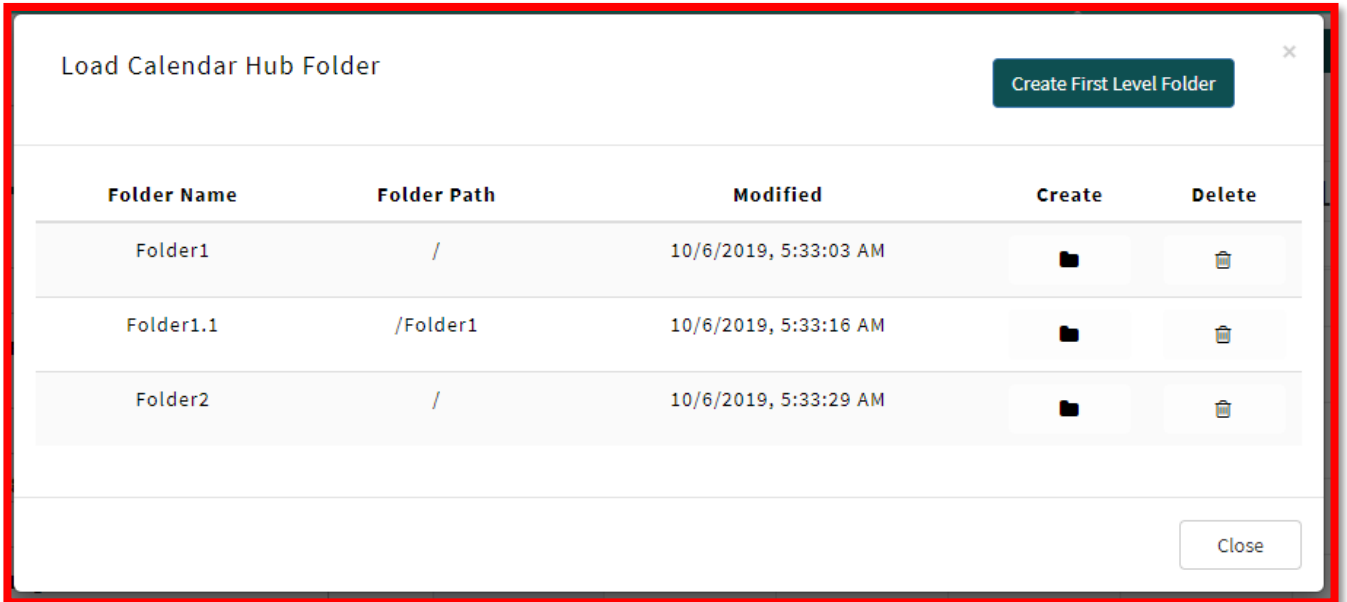 Load Calendar Hub Folder
×
Create First Level Folder
Folder Name Folder Path Modified Create Delete
Folder1 / 10/6/2019, 5:33:03 AM
Folder1.1 /Folder1 10/6/2019, 5:33:16 AM
Folder2 / 10/6/2019, 5:33:29 AM
Close